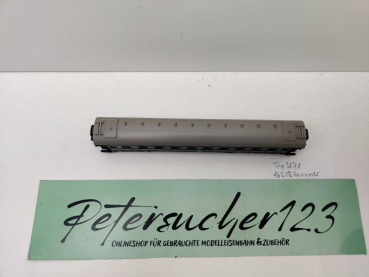 Petersucher123
ONLINESHOP FÜR GEBRAUCHTE MODELLEISENBAHN & ZUBEHÖR